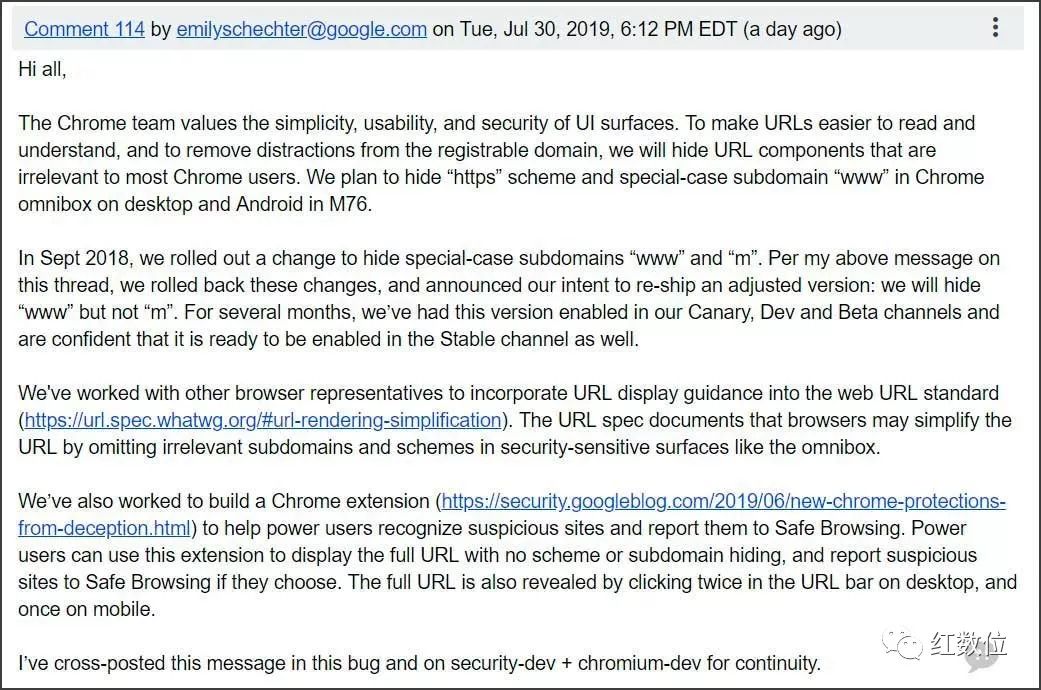 Comment 114 by emilyschechter@google.com on Tue, Jul 30, 2019, 6:12 PM EDT (a day ago)
Hi all,
The Chrome team values the simplicity, usability, and security of UI surfaces. To make URLs easier to read and
understand, and to remove distractions from the registrable domain, we will hide URL components that are
irrelevant to most Chrome users. We plan to hide “https” scheme and special-case subdomain “www” in Chrome
omnibox on desktop and Android in M76.
In Sept 2018, we rolled out a change to hide special-case subdomains “www” and “m”. Per my above message on
this thread, we rolled back these changes, and announced our intent to re-ship an adjusted version: we will hide
“www” but not “m”. For several months, we’ve had this version enabled in our Canary, Dev and Beta channels and
are confident that it is ready to be enabled in the Stable channel as well.
We've worked with other browser representatives to incorporate URL display guidance into the web URL standard
(https://url.spec.whatwg.org/#url-rendering-simplification). The URL spec documents that browsers may simplify the
URL by omitting irrelevant subdomains and schemes in security-sensitive surfaces like the omnibox.
We’ve also worked to build a Chrome extension (https://security.googleblog.com/2019/06/new-chrome-protections-
from-deception.html) to help power users recognize suspicious sites and report them to Safe Browsing. Power
users can use this extension to display the full URL with no scheme or subdomain hiding, and report suspicious
sites to Safe Browsing if they choose. The full URL is also revealed by clicking twice in the URL bar on desktop, and
once on mobile.
红数位
I’ve cross-posted this message in this bug and on security-dev + chromium-dev for continuity.